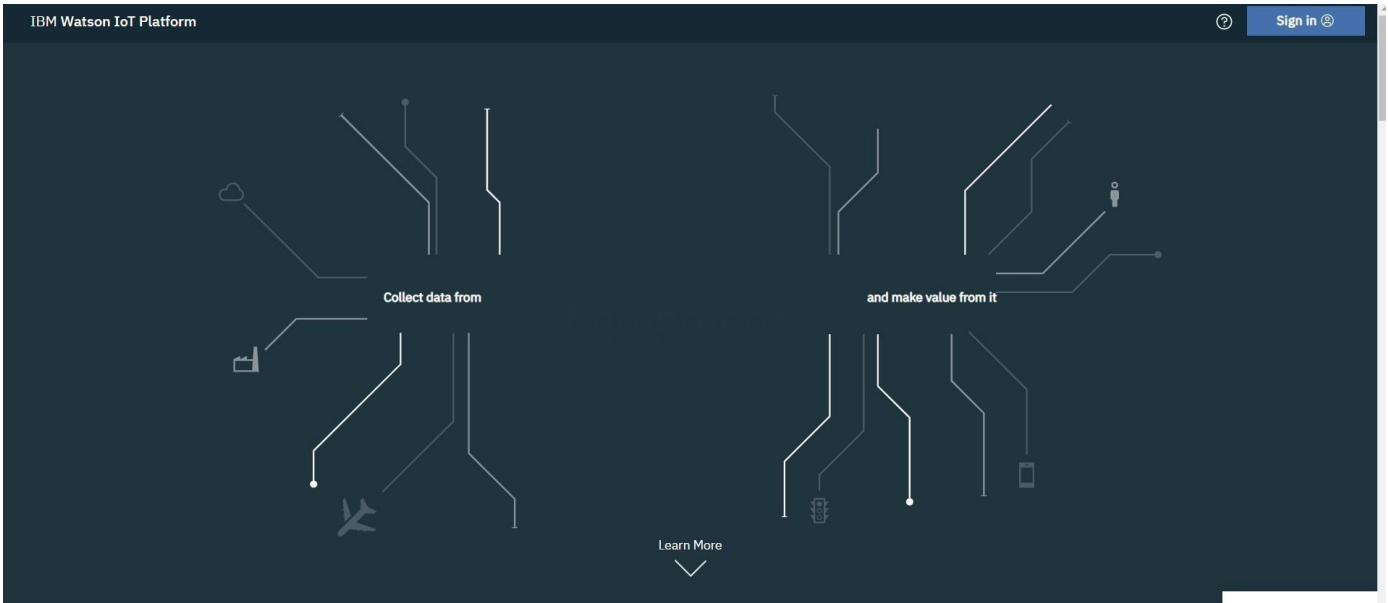 IBM Watson IoT Platform
Sign in
Collect data from
and make value from it
Learn More